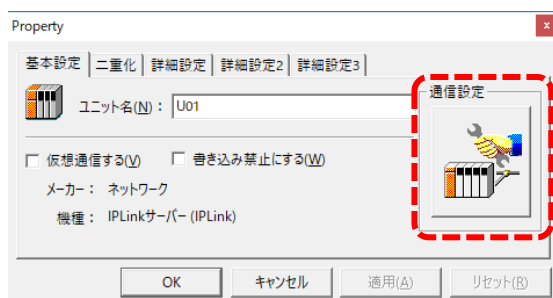 Property
x
基本設定 二重化 詳細設定 詳細設定2 詳細設定3
ユニット名(N)： U01
通信設定
仮想通信する(V) 書き込み禁止にする(W)
メーカー： ネットワーク
機種： IPLinkサーバー (IPLink)
OK キャンセル 適用(A) リセット(R)